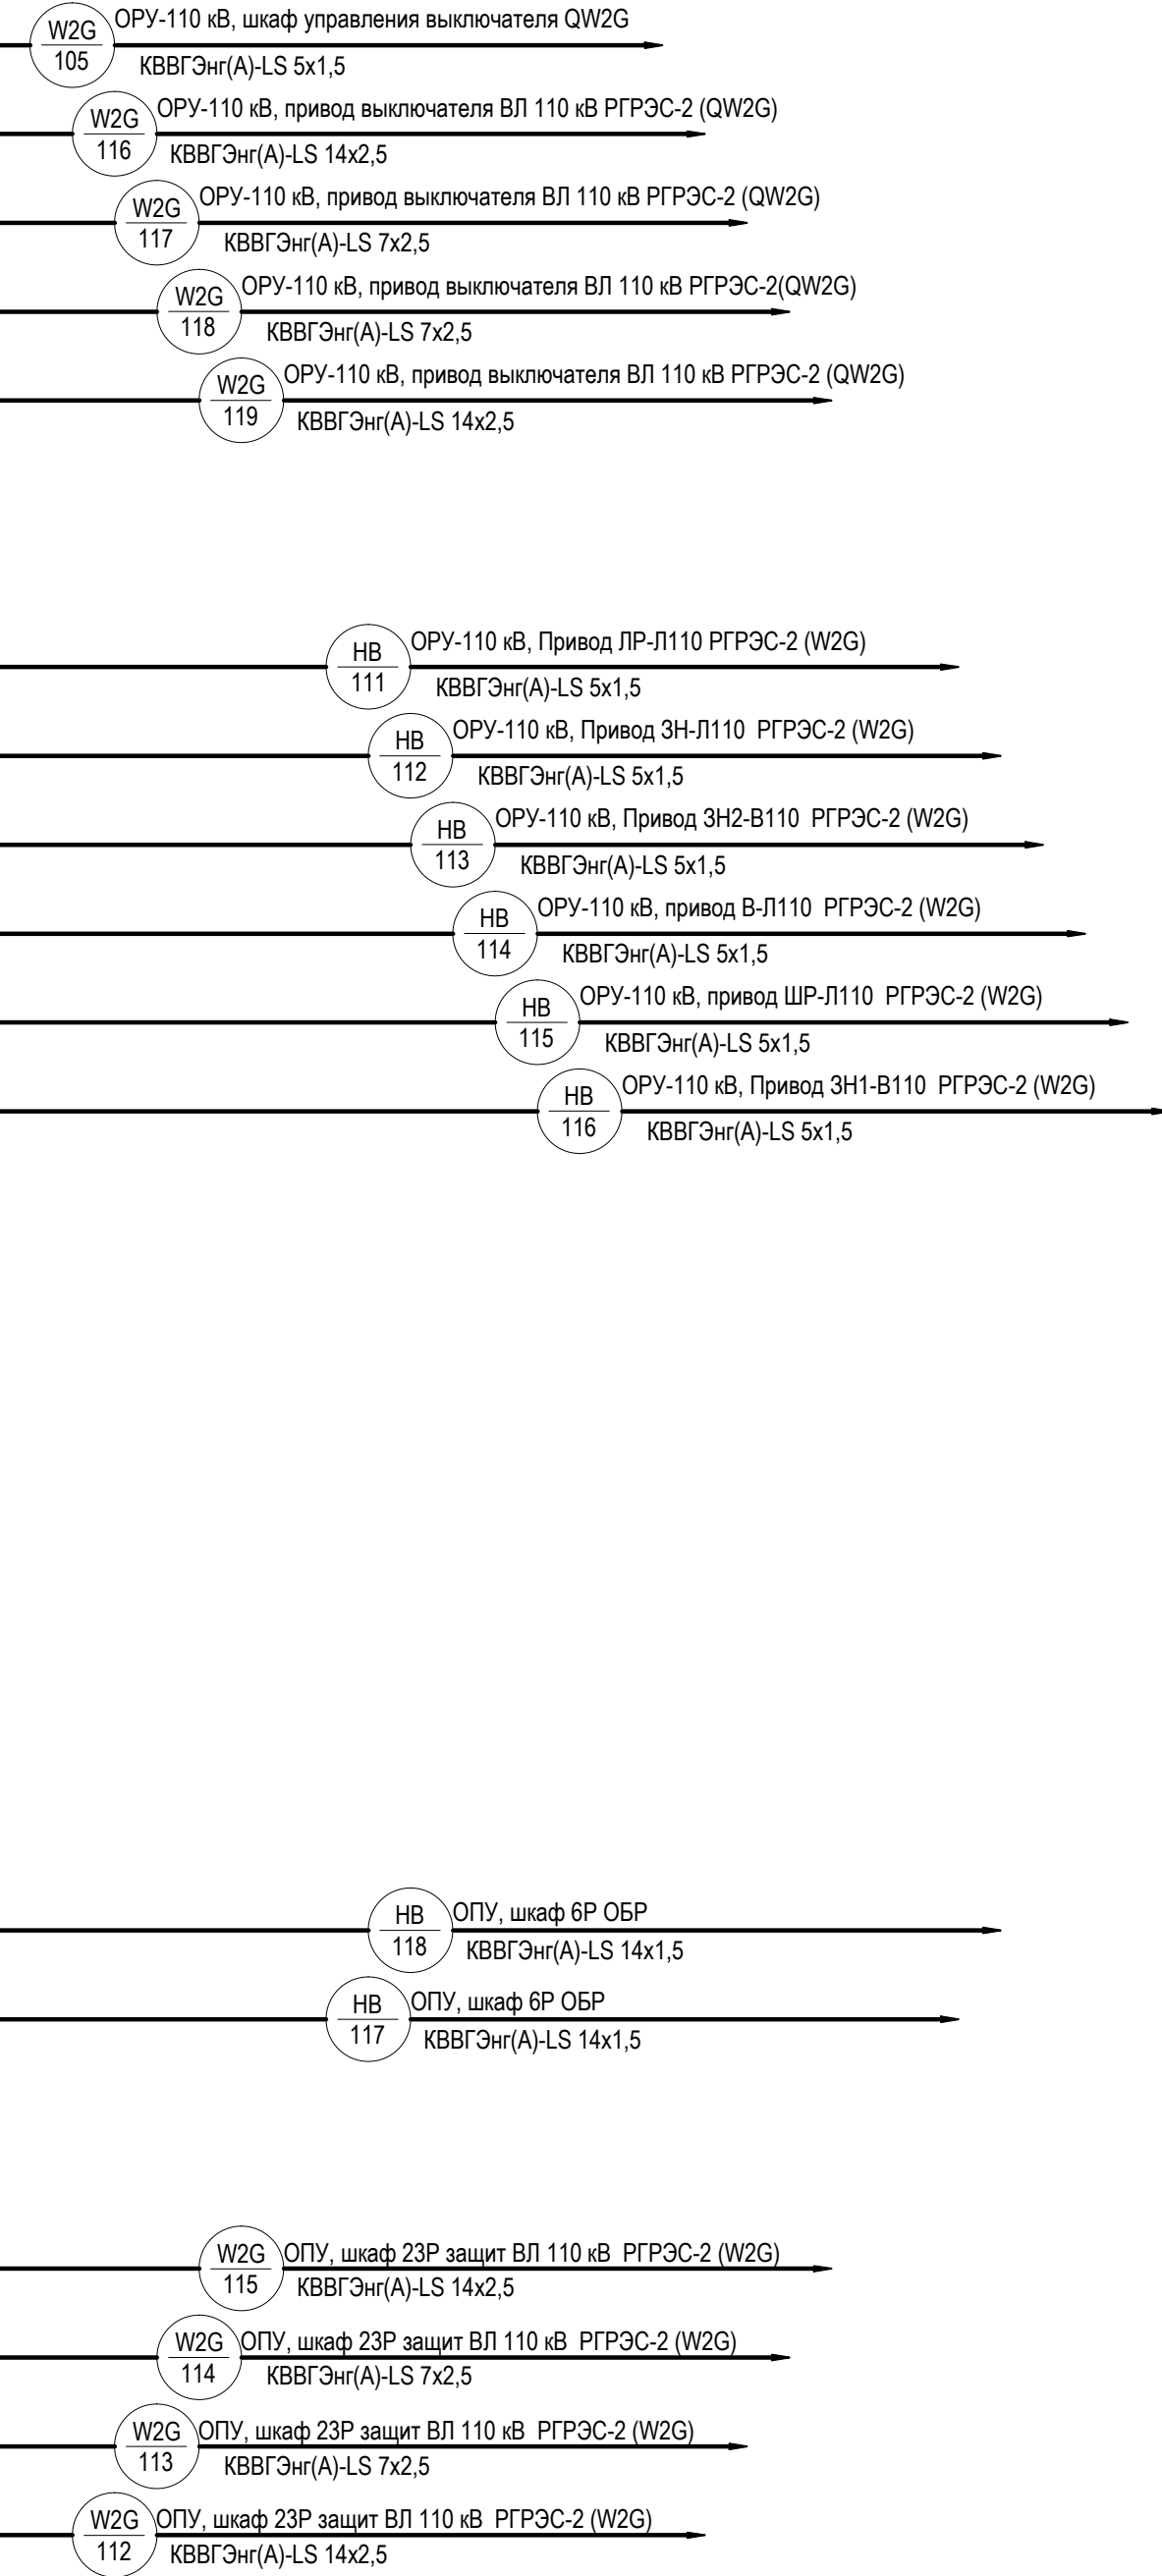 W2G
105
ОРУ-110 кВ, шкаф управления выключателя QW2G
КВВГЭнг(А)-LS 5х1,5
W2G
116
ОРУ-110 кВ, привод выключателя ВЛ 110 кВ РГРЭС-2 (QW2G)
КВВГЭнг(А)-LS 14х2,5
W2G
117
ОРУ-110 кВ, привод выключателя ВЛ 110 кВ РГРЭС-2 (QW2G)
КВВГЭнг(А)-LS 7х2,5
W2G
118
ОРУ-110 кВ, привод выключателя ВЛ 110 кВ РГРЭС-2(QW2G)
КВВГЭнг(А)-LS 7х2,5
W2G
119
ОРУ-110 кВ, привод выключателя ВЛ 110 кВ РГРЭС-2 (QW2G)
КВВГЭнг(А)-LS 14х2,5
НВ
111
ОРУ-110 кВ, Привод ЛР-Л110 РГРЭС-2 (W2G)
КВВГЭнг(А)-LS 5х1,5
НВ
112
ОРУ-110 кВ, Привод ЗН-Л110  РГРЭС-2 (W2G)
КВВГЭнг(А)-LS 5х1,5
НВ
113
ОРУ-110 кВ, Привод ЗН2-В110  РГРЭС-2 (W2G)
КВВГЭнг(А)-LS 5х1,5
НВ
114
ОРУ-110 кВ, привод В-Л110  РГРЭС-2 (W2G)
КВВГЭнг(А)-LS 5х1,5
НВ
115
ОРУ-110 кВ, привод ШР-Л110  РГРЭС-2 (W2G)
КВВГЭнг(А)-LS 5х1,5
НВ
116
ОРУ-110 кВ, Привод ЗН1-В110  РГРЭС-2 (W2G)
КВВГЭнг(А)-LS 5х1,5
НВ
118
ОПУ, шкаф 6Р ОБР
КВВГЭнг(А)-LS 14х1,5
НВ
117
ОПУ, шкаф 6Р ОБР
КВВГЭнг(А)-LS 14х1,5
W2G
115
ОПУ, шкаф 23Р защит ВЛ 110 кВ  РГРЭС-2 (W2G)
КВВГЭнг(А)-LS 14х2,5
W2G
114
ОПУ, шкаф 23Р защит ВЛ 110 кВ  РГРЭС-2 (W2G)
КВВГЭнг(А)-LS 7х2,5
W2G
113
ОПУ, шкаф 23Р защит ВЛ 110 кВ  РГРЭС-2 (W2G)
КВВГЭнг(А)-LS 7х2,5
W2G
112
ОПУ, шкаф 23Р защит ВЛ 110 кВ  РГРЭС-2 (W2G)
КВВГЭнг(А)-LS 14х2,5